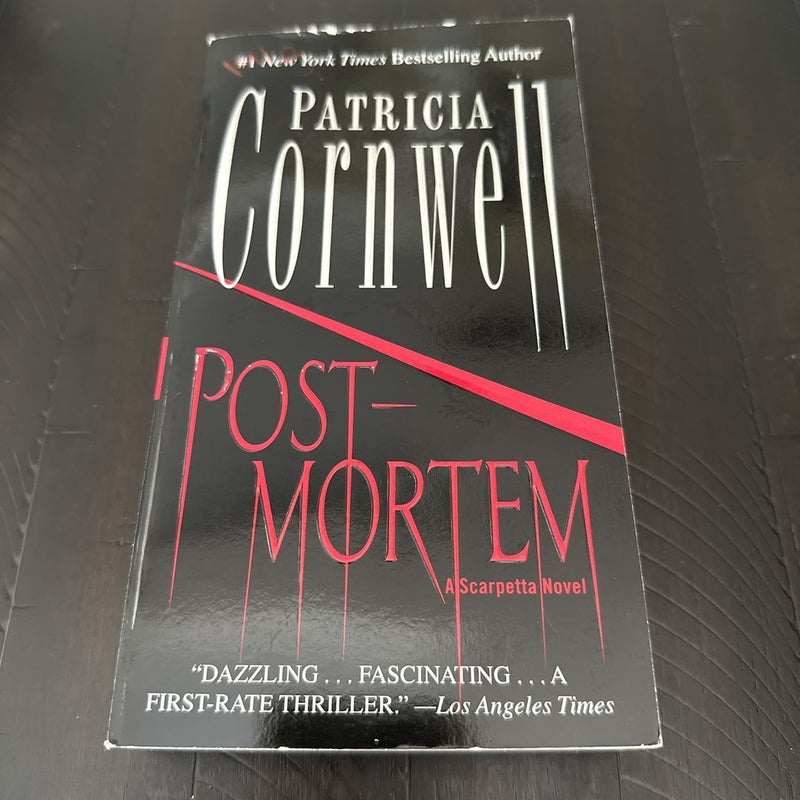 #1 New York Times Bestselling Author
PATRICIA
Cornwell
POST-
MORTEM
A Scarpetta Novel
“DAZZLING . . . FASCINATING . . . A
FIRST-RATE THRILLER.” —Los Angeles Times